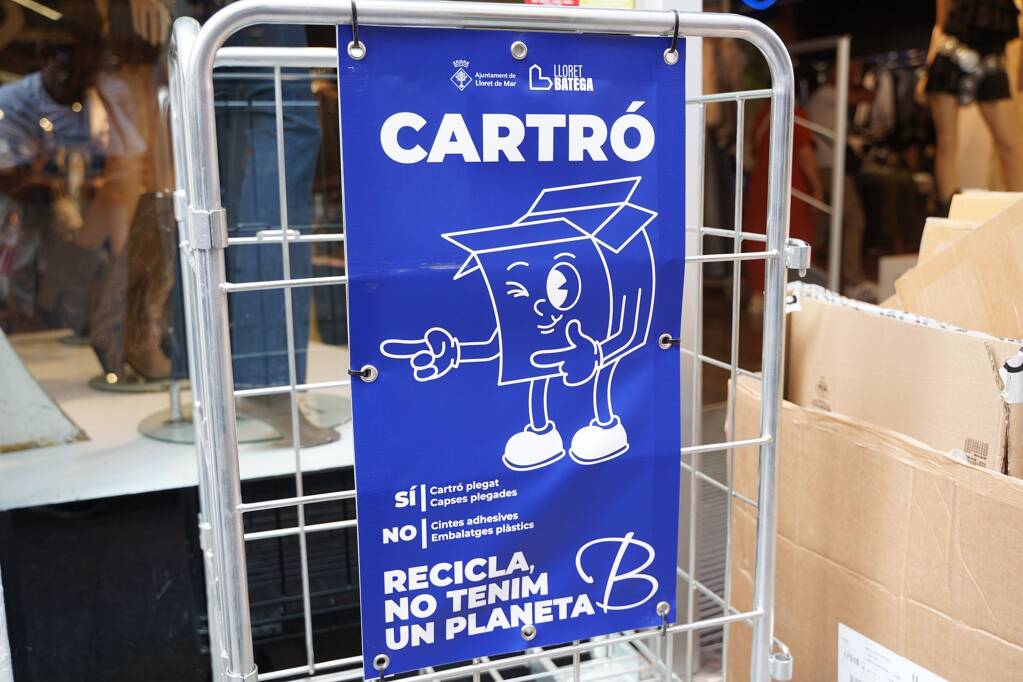 Ajuntament de
Lloret de Mar
LLORET
BATEGA
CARTRÓ
SÍ
Cartró plegat
Capses plegades
NO
Cintes adhesives
Embalatges plàstics
RECICLA,
NO TENIM
UN PLANETA B